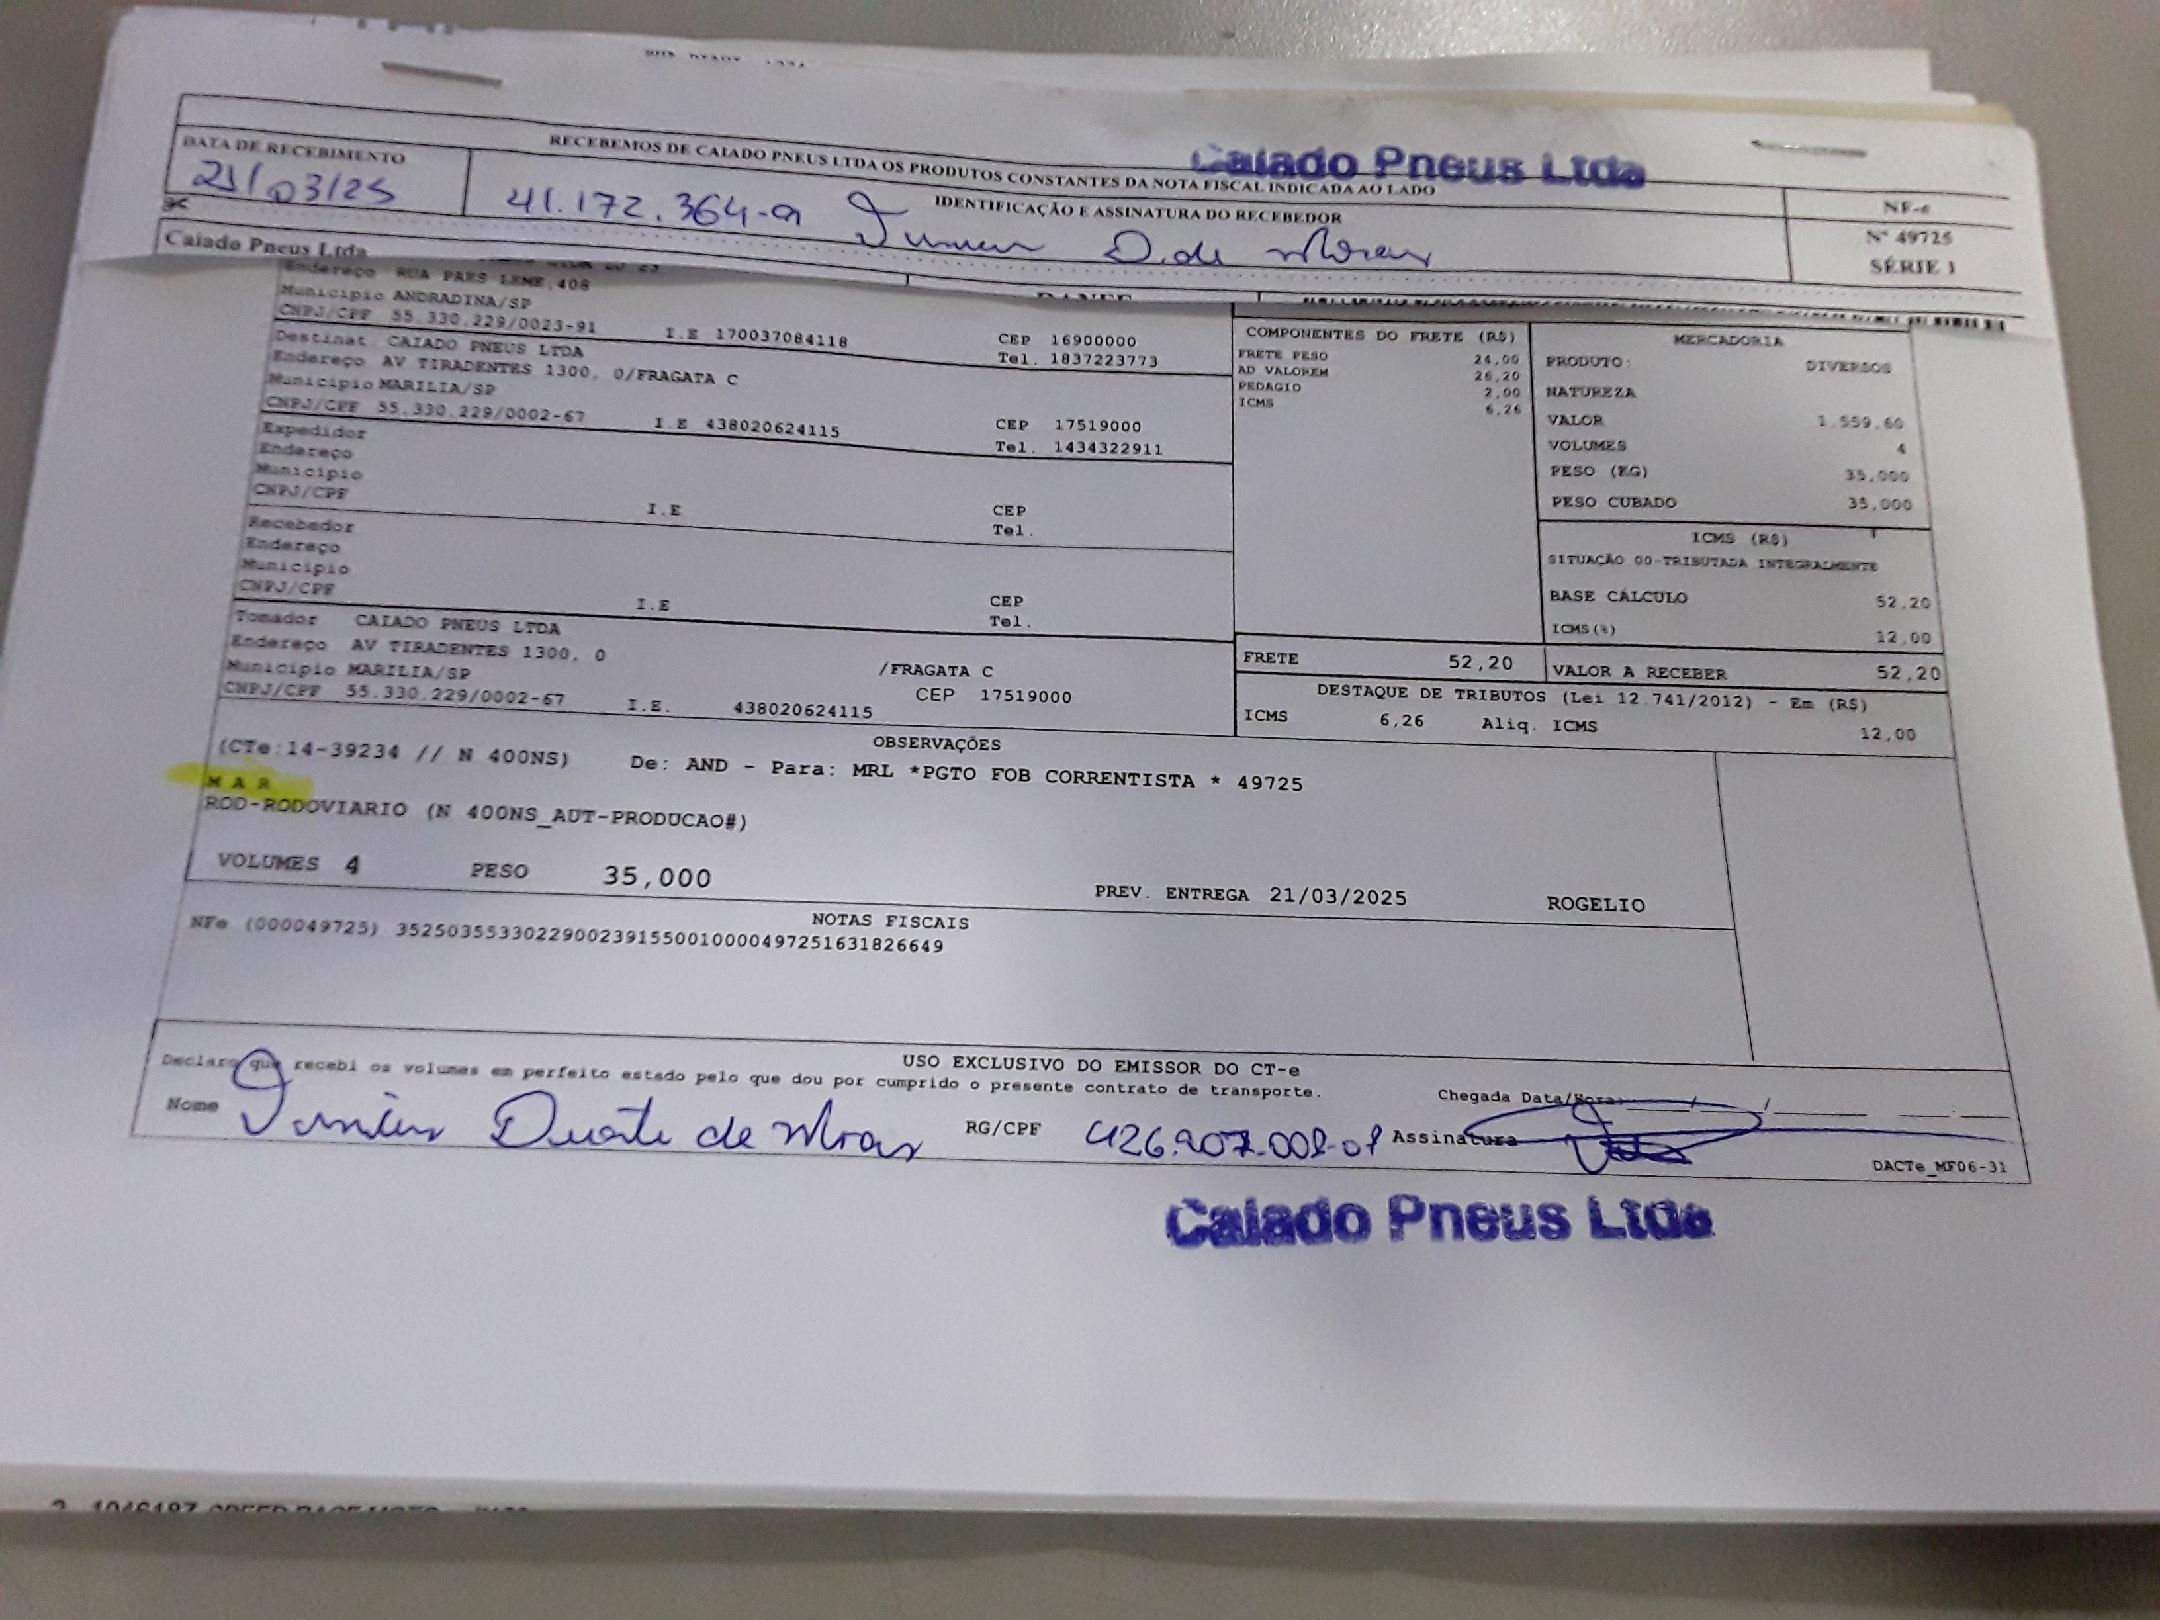 Caiado Pneus Ltda
RECEBEMOS DE CAIADO PNEUS LTDA OS PRODUTOS CONSTANTES DA NOTA FISCAL INDICADA AO LADO
DATA DE RECEBIMENTO
21/03/25
41.172.364-9
D. de
IDENTIFICAÇÃO E ASSINATURA DO RECEBEDOR
NF-e
Nº 49725
SÉRIE 1
Caiado Pneus Ltda
Endereço RUA PAES LEME,408
Municipio ANDRADINA/SP
CNPJ/CPF 55.330.229/0023-91 I.E 170037084118
CEP 16900000
Tel. 1837223773
Destinat. CAIADO PNEUS LTDA
Endereço AV TIRADENTES 1300, 0/FRAGATA C
Municipio MARILIA/SP
CNPJ/CPF 55.330.229/0002-67 I.E 438020624115
CEP 17519000
Tel. 1434322911
Expedidor
Endereço
Municipio
CNPJ/CPF I.E
CEP
Tel.
Recebedor
Endereço
Municipio
CNPJ/CPF I.E
CEP
Tel.
Tomador CAIADO PNEUS LTDA
Endereço AV TIRADENTES 1300, 0 /FRAGATA C
Municipio MARILIA/SP CEP 17519000
CNPJ/CPF 55.330.229/0002-67 I.E. 438020624115
COMPONENTES DO FRETE (R$)
FRETE PESO 24,00
AD VALOREM 26,20
PEDAGIO 2,00
ICMS 6,26
MERCADORIA
PRODUTO: DIVERSOS
NATUREZA
VALOR 1.559,60
VOLUMES 4
PESO (KG) 35,000
PESO CUBADO 35,000
ICMS (R$)
SITUAÇÃO 00-TRIBUTADA INTEGRALMENTE
BASE CÁLCULO 52,20
ICMS(%) 12,00
FRETE 52,20
VALOR A RECEBER 52,20
DESTAQUE DE TRIBUTOS (Lei 12.741/2012) - Em (R$)
ICMS 6,26 Aliq. ICMS 12,00
OBSERVAÇÕES
(CTe:14-39234 // N 400NS) De: AND - Para: MRL *PGTO FOB CORRENTISTA * 49725
M A R
ROD-RODOVIARIO (N 400NS_AUT-PRODUCAO#)
VOLUMES 4 PESO 35,000 PREV. ENTREGA 21/03/2025 ROGELIO
NOTAS FISCAIS
NFe (000049725) 35250355330229002391550010000497251631826649
USO EXCLUSIVO DO EMISSOR DO CT-e
Declaro que recebi os volumes em perfeito estado pelo que dou por cumprido o presente contrato de transporte.
Chegada Data/Hora: / /
Nome Duarte de
RG/CPF
Assinatura
DACTe_MF06-31
Caiado Pneus Ltda